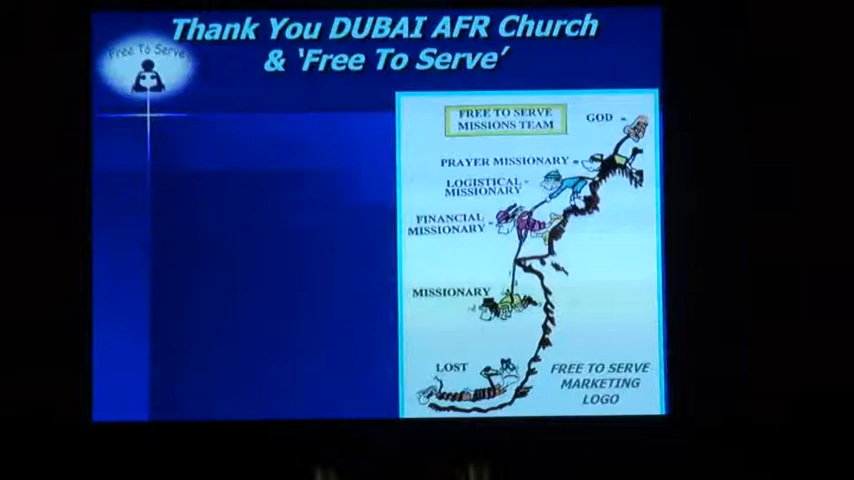 Thank You DUBAI AFR Church
& 'Free To Serve'
Free To Serve
FREE TO SERVE
MISSIONS TEAM
GOD =
PRAYER MISSIONARY =
LOGISTICAL =
MISSIONARY
FINANCIAL =
MISSIONARY
MISSIONARY
LOST
FREE TO SERVE
MARKETING
LOGO